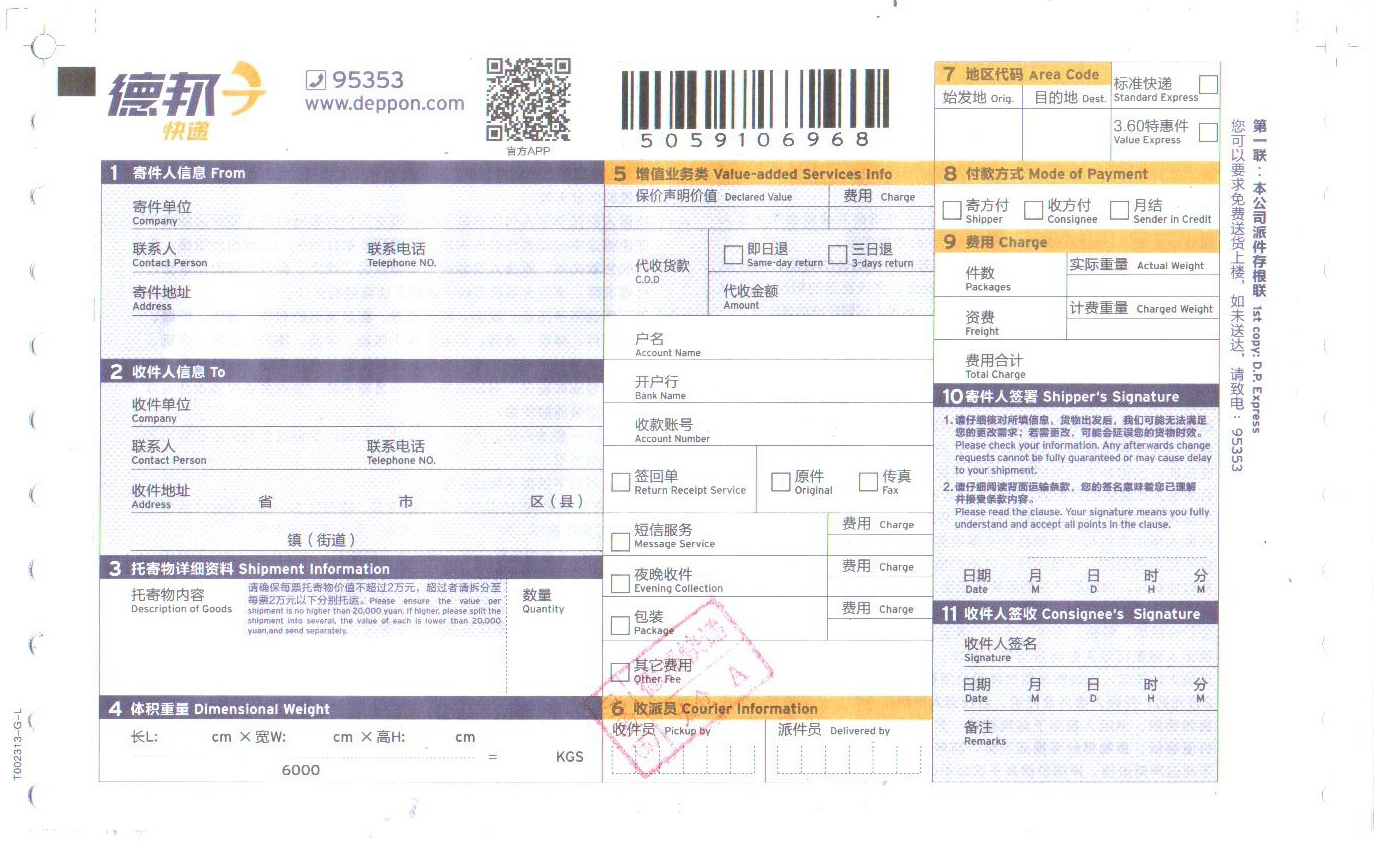 德邦
快递
95353
www.deppon.com
官方APP
5059106968
7 地区代码 Area Code
始发地 Orig.
目的地 Dest.
标准快递
Standard Express
3.60特惠件
Value Express
1 寄件人信息 From
寄件单位
Company
联系人
Contact Person
联系电话
Telephone NO.
寄件地址
Address
2 收件人信息 To
收件单位
Company
联系人
Contact Person
联系电话
Telephone NO.
收件地址 省 市 区(县)
Address
镇(街道)
3 托寄物详细资料 Shipment Information
托寄物内容
Description of Goods
请确保每票托寄物价值不超过2万元,超过者请拆分至
每票2万元以下分别托运。Please ensure the value per
shipment is no higher than 20,000 yuan. If higher, please split the
shipment into several, the value of each is lower than 20,000
yuan,and send separately.
数量
Quantity
4 体积重量 Dimensional Weight
长L: cm × 宽W: cm × 高H: cm
= KGS
6000
5 增值业务类 Value-added Services Info
保价声明价值 Declared Value
费用 Charge
代收货款
C.O.D
即日退
Same-day return
三日退
3-days return
代收金额
Amount
户名
Account Name
开户行
Bank Name
收款账号
Account Number
签回单
Return Receipt Service
原件
Original
传真
Fax
短信服务
Message Service
费用 Charge
夜晚收件
Evening Collection
费用 Charge
包装
Package
费用 Charge
其它费用
Other Fee
6 收派员 Courier Information
收件员 Pickup by
派件员 Delivered by
8 付款方式 Mode of Payment
寄方付
Shipper
收方付
Consignee
月结
Sender in Credit
9 费用 Charge
件数
Packages
实际重量 Actual Weight
资费
Freight
计费重量 Charged Weight
费用合计
Total Charge
10 寄件人签署 Shipper's Signature
1. 请仔细核对所填信息,货物出发后,我们可能无法满足
您的更改需求;若需更改,可能会延误您的货物时效。
Please check your information. Any afterwards change
requests cannot be fully guaranteed or may cause delay
to your shipment.
2. 请仔细阅读背面运输条款,您的签名意味着您已理解
并接受条款内容。
Please read the clause. Your signature means you fully
understand and accept all points in the clause.
日期 月 日 时 分
Date M D H M
11 收件人签收 Consignee's Signature
收件人签名
Signature
日期 月 日 时 分
Date M D H M
备注
Remarks
第一联:本公司派件存根联 1st copy: D.P. Express
您可以要求免费送货上楼,如未送达,请致电:95353
T002313-G-L